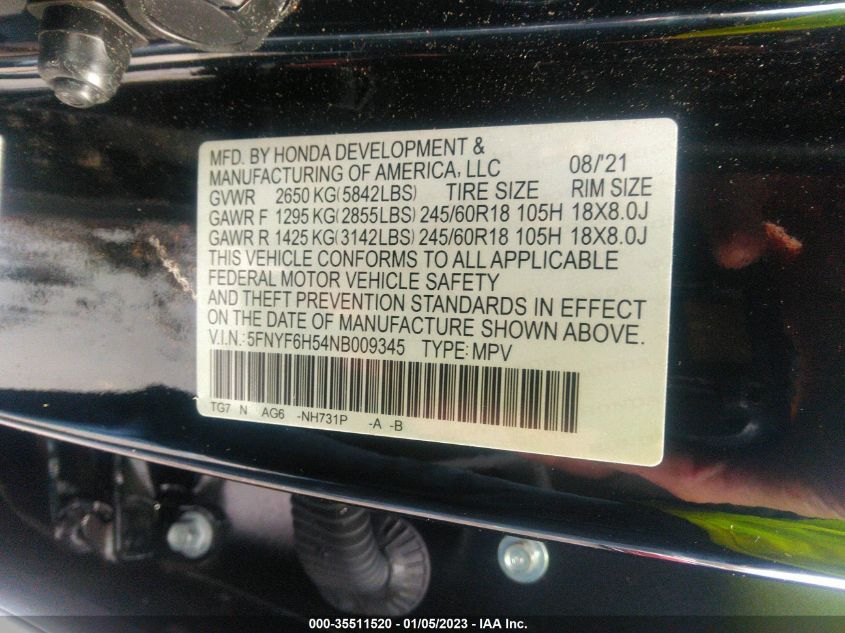 MFD. BY HONDA DEVELOPMENT &
MANUFACTURING OF AMERICA, LLC 08/'21
GVWR 2650 KG(5842LBS) TIRE SIZE RIM SIZE
GAWR F 1295 KG(2855LBS) 245/60R18 105H 18X8.0J
GAWR R 1425 KG(3142LBS) 245/60R18 105H 18X8.0J
THIS VEHICLE CONFORMS TO ALL APPLICABLE
FEDERAL MOTOR VEHICLE SAFETY
AND THEFT PREVENTION STANDARDS IN EFFECT
ON THE DATE OF MANUFACTURE SHOWN ABOVE.
V.I.N.:5FNYF6H54NB009345 TYPE:MPV
TG7 N AG6 -NH731P -A -B
000-35511520 - 01/05/2023 - IAA Inc.